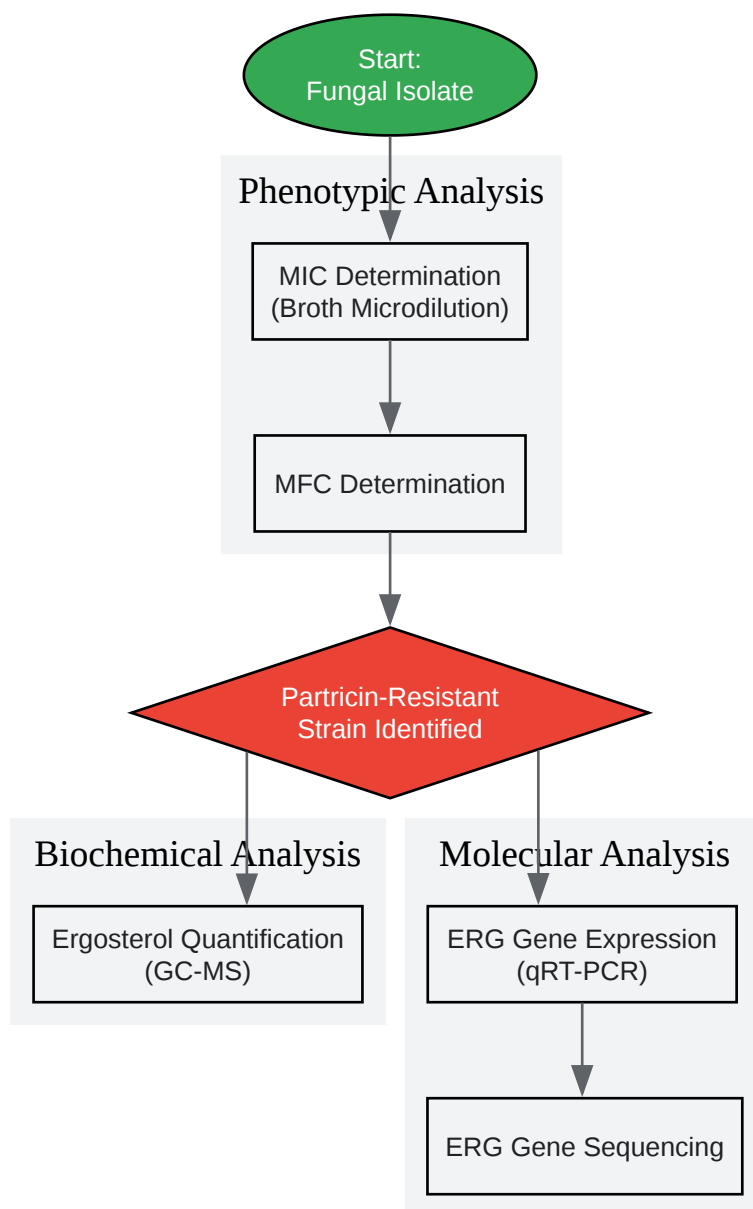 Start:
Fungal Isolate
Phenotypic Analysis
MIC Determination
(Broth Microdilution)
MFC Determination
Partricin-Resistant
Strain Identified
Biochemical Analysis
Ergosterol Quantification
(GC-MS)
Molecular Analysis
ERG Gene Expression
(qRT-PCR)
ERG Gene Sequencing